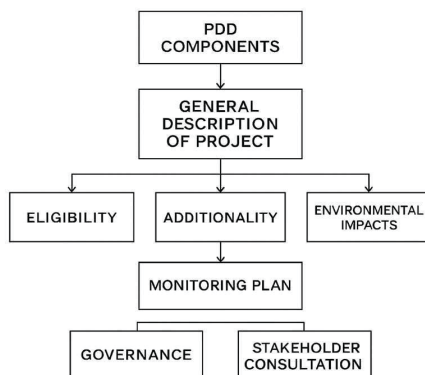 PDD
COMPONENTS
GENERAL
DESCRIPTION
OF PROJECT
ELIGIBILITY
ADDITIONALITY
ENVIRONMENTAL
IMPACTS
MONITORING PLAN
GOVERNANCE
STAKEHOLDER
CONSULTATION